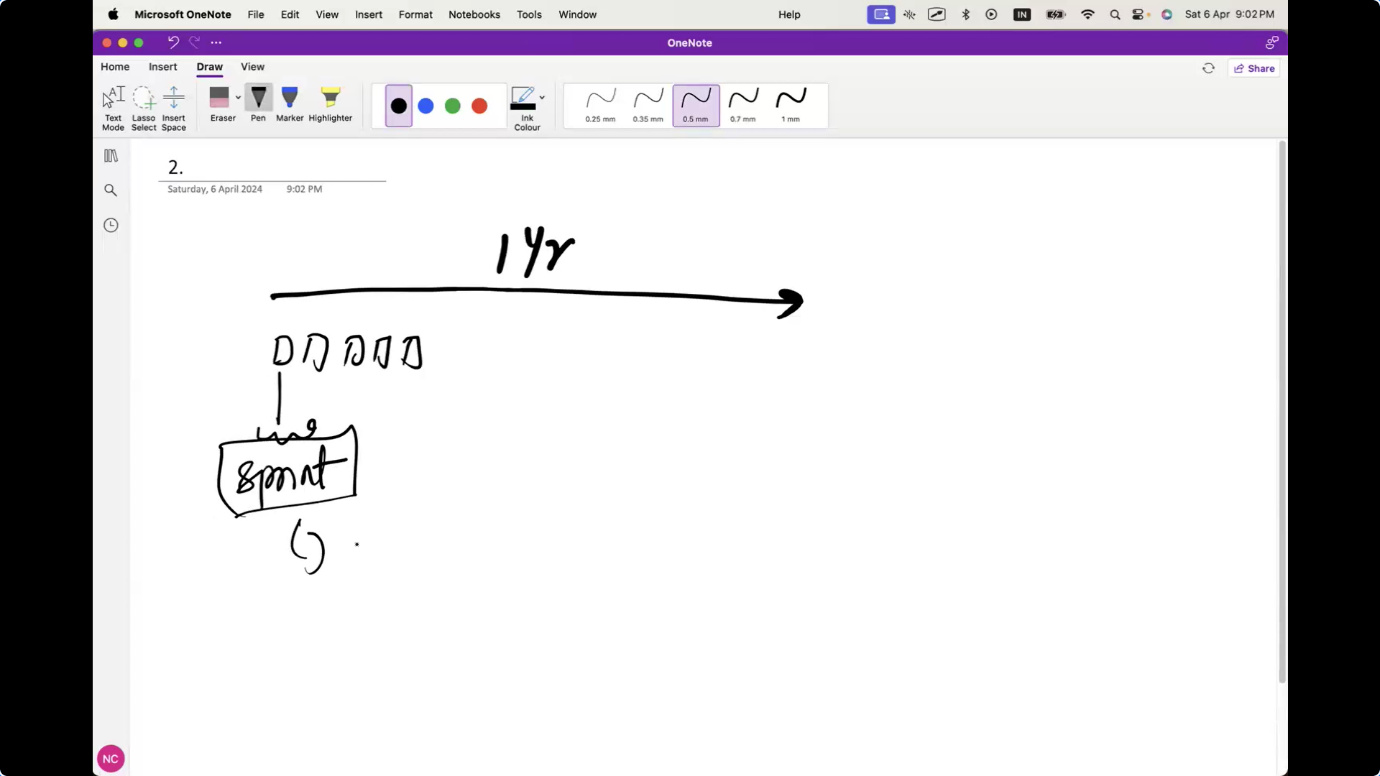 Microsoft OneNote File Edit View Insert Format Notebooks Tools Window Help IN Sat 6 Apr 9:02 PM
OneNote
Home Insert Draw View Share
Text Mode Lasso Select Insert Space Eraser Pen Marker Highlighter Ink Colour 0.25 mm 0.35 mm 0.5 mm 0.7 mm 1 mm
2.
Saturday, 6 April 2024 9:02 PM
1 Yr
sprint
NC